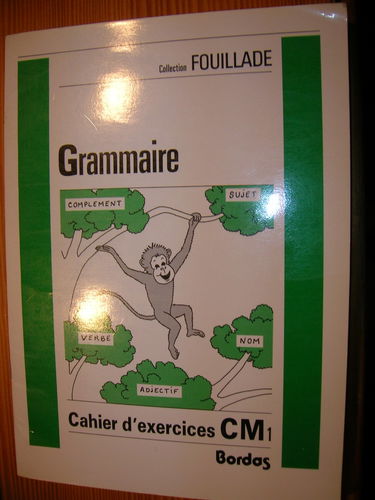 Collection FOUILLADE
Grammaire
COMPLEMENT
SUJET
VERBE
NOM
ADJECTIF
Cahier d'exercices CM1
Bordas